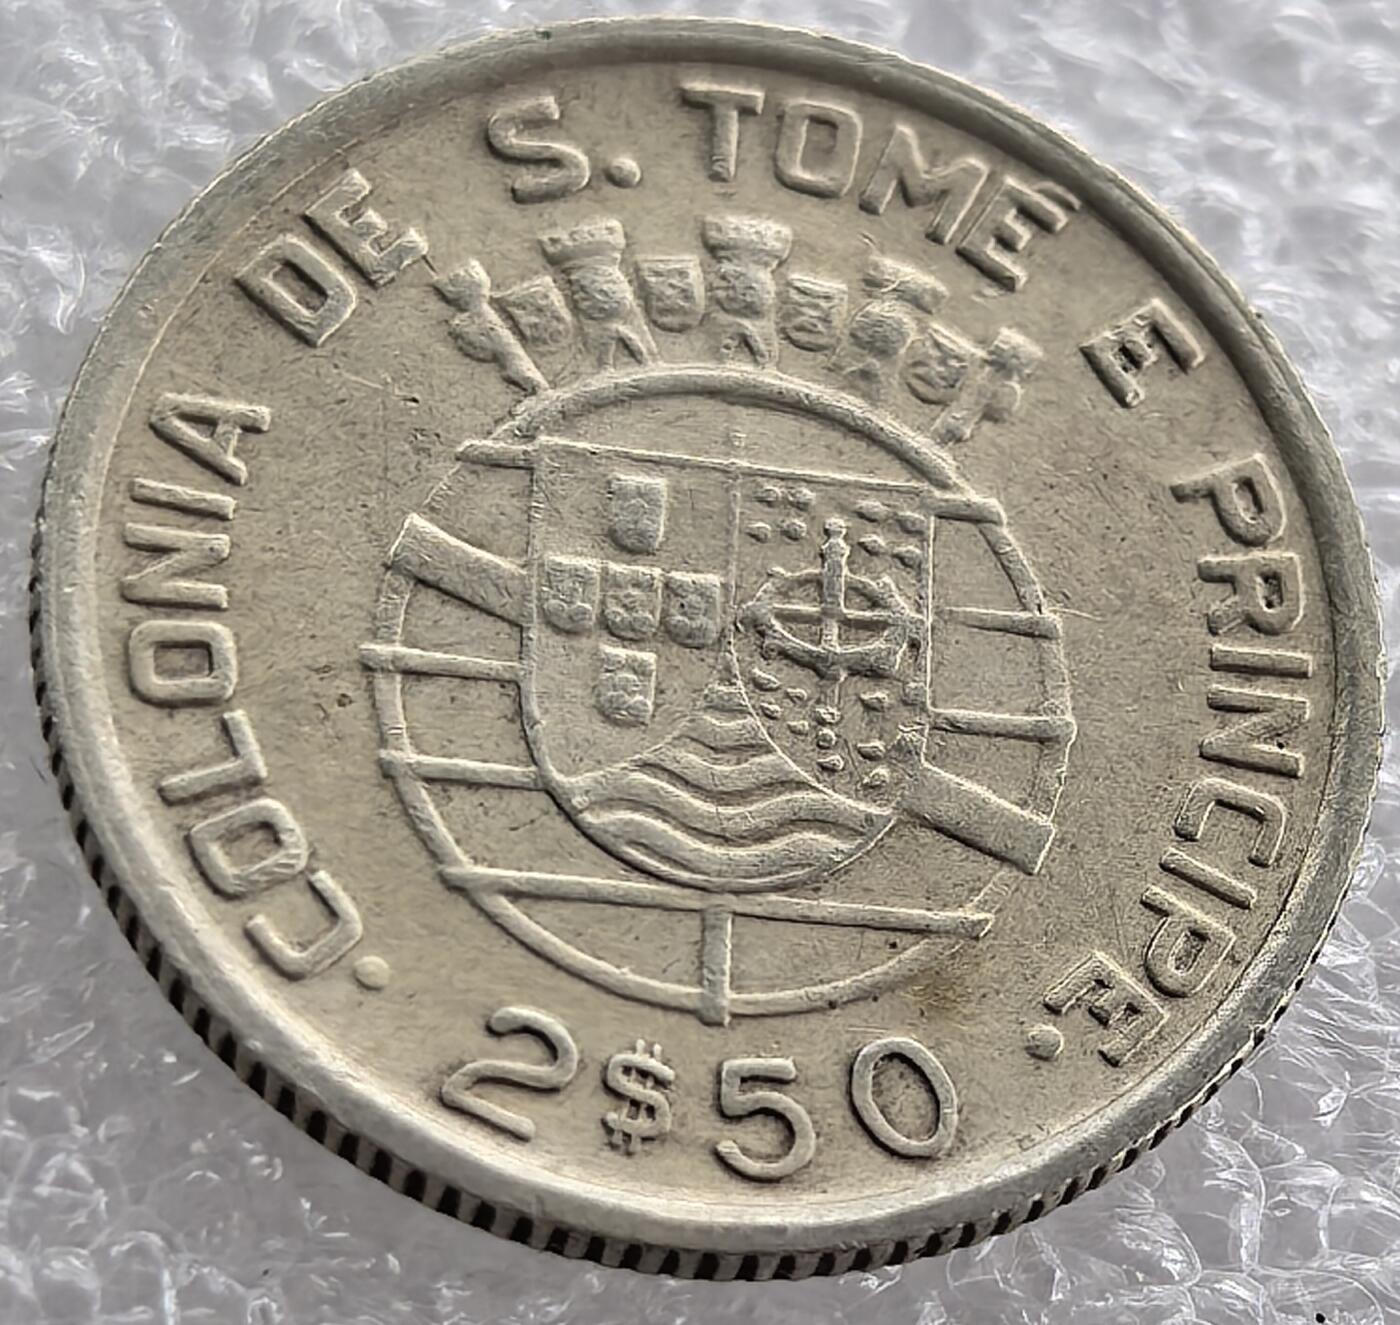 COLONIA DE S. TOMÉ E PRINCIPE
2$50